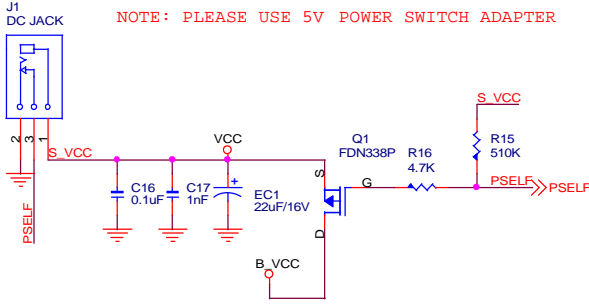 J1
DC JACK
NOTE: PLEASE USE 5V POWER SWITCH ADAPTER
2
3
1
S_VCC
PSELF
C16
0.1uF
C17
1nF
VCC
+
EC1
22uF/16V
Q1
FDN338P
S
G
D
B_VCC
R16
4.7K
S_VCC
R15
510K
PSELF
PSELF